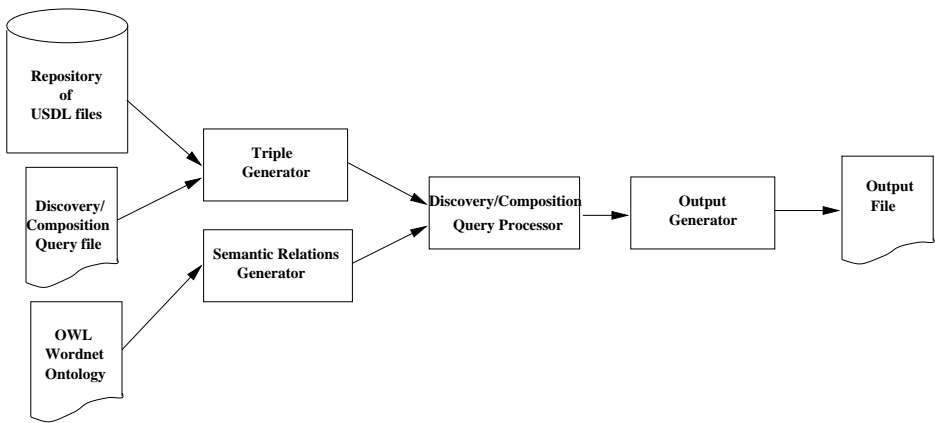 Repository
of
USDL files
Discovery/
Composition
Query file
OWL
Wordnet
Ontology
Triple
Generator
Semantic Relations
Generator
Discovery/Composition
Query Processor
Output
Generator
Output
File